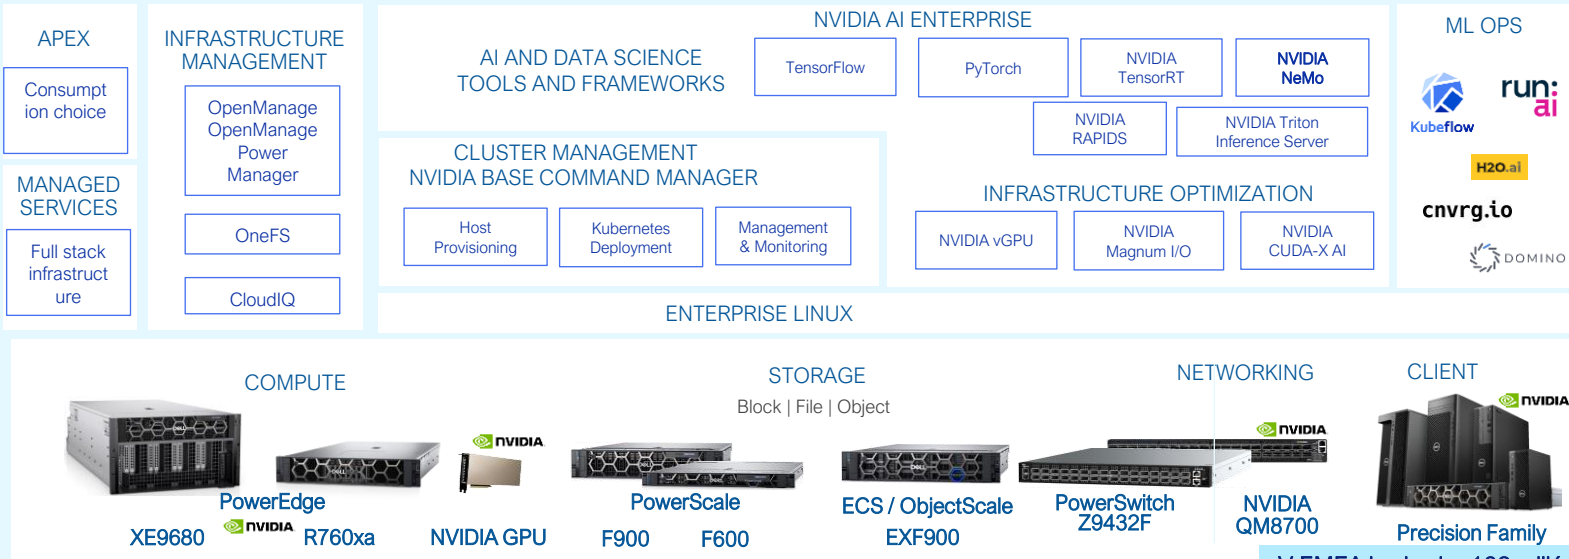 APEX
Consumpt
ion choice
MANAGED
SERVICES
Full stack
infrastruct
ure
INFRASTRUCTURE
MANAGEMENT
OpenManage
OpenManage
Power
Manager
OneFS
CloudIQ
NVIDIA AI ENTERPRISE
AI AND DATA SCIENCE
TOOLS AND FRAMEWORKS
TensorFlow
PyTorch
NVIDIA
TensorRT
NVIDIA
NeMo
NVIDIA
RAPIDS
NVIDIA Triton
Inference Server
CLUSTER MANAGEMENT
NVIDIA BASE COMMAND MANAGER
Host
Provisioning
Kubernetes
Deployment
Management
& Monitoring
INFRASTRUCTURE OPTIMIZATION
NVIDIA vGPU
NVIDIA
Magnum I/O
NVIDIA
CUDA-X AI
ML OPS
Kubeflow
run:
ai
H2O.ai
cnvrg.io
DOMINO
ENTERPRISE LINUX
COMPUTE
STORAGE
Block | File | Object
NETWORKING
CLIENT
NVIDIA
NVIDIA
NVIDIA
DELL
DELL
DELL
DELL
PowerEdge
XE9680
NVIDIA
R760xa
NVIDIA GPU
PowerScale
F900
F600
ECS / ObjectScale
EXF900
PowerSwitch
Z9432F
NVIDIA
QM8700
Precision Family